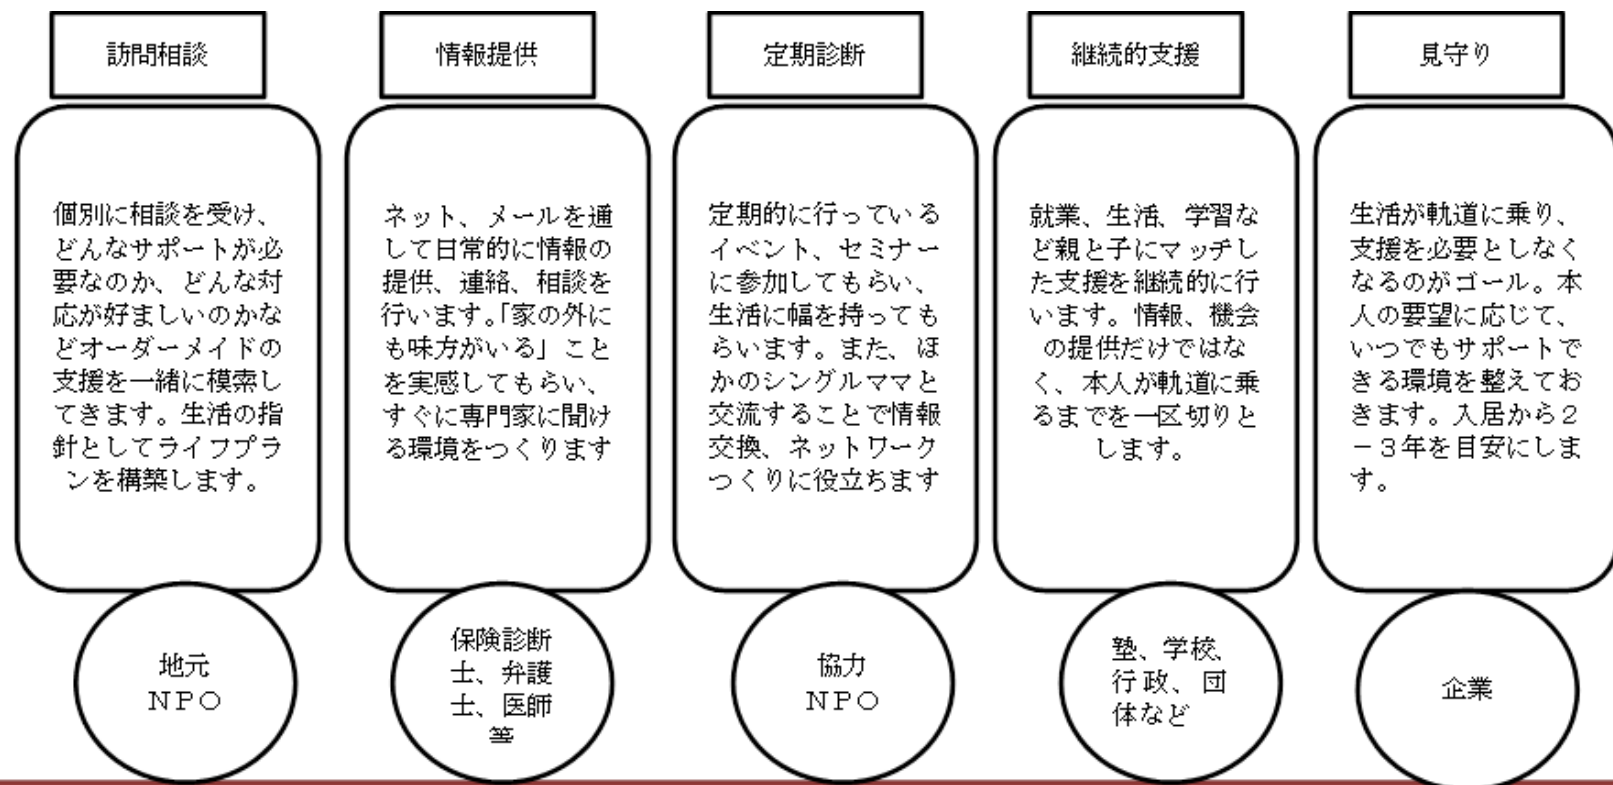 訪問相談
個別に相談を受け、
どんなサポートが必
要なのか、どんな対
応が好ましいのかな
どオーダーメイドの
支援を一緒に模索し
てきます。生活の指
針としてライフプラ
ンを構築します。
地元
ＮＰＯ
情報提供
ネット、メールを通
して日常的に情報の
提供、連絡、相談を
行います。「家の外に
も味方がいる」こと
を実感してもらい、
すぐに専門家に聞け
る環境をつくります
保険診断
士、弁護
士、医師
等
定期診断
定期的に行っている
イベント、セミナー
に参加してもらい、
生活に幅を持っても
らいます。また、ほ
かのシングルママと
交流することで情報
交換、ネットワーク
つくりに役立ちます
協力
ＮＰＯ
継続的支援
就業、生活、学習な
ど親と子にマッチし
た支援を継続的に行
います。情報、機会
の提供だけではな
く、本人が軌道に乗
るまでを一区切りと
します。
塾、学校、
行政、団
体など
見守り
生活が軌道に乗り、
支援を必要としなく
なるのがゴール。本
人の要望に応じて、
いつでもサポートで
きる環境を整えてお
きます。入居から２
－３年を目安にしま
す。
企業